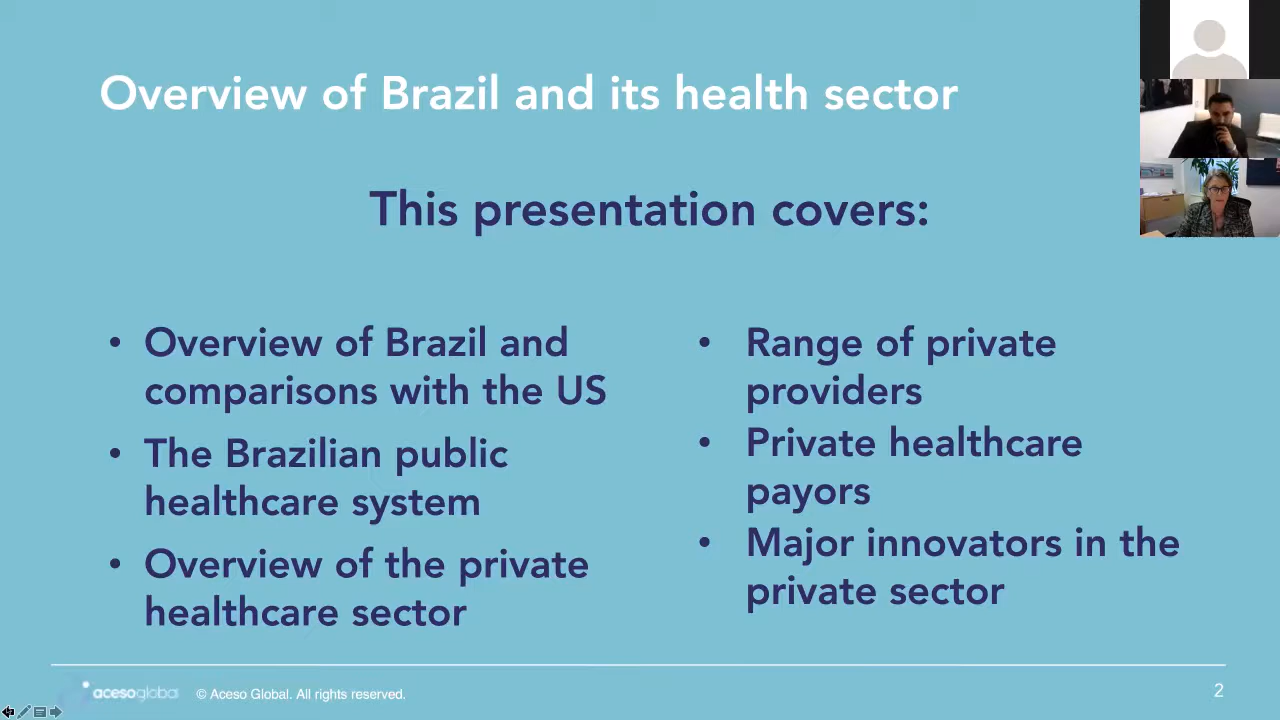 Overview of Brazil and its health sector
This presentation covers:
• Overview of Brazil and
comparisons with the US
• The Brazilian public
healthcare system
• Overview of the private
healthcare sector
• Range of private
providers
• Private healthcare
payors
• Major innovators in the
private sector
acesoglobal
© Aceso Global. All rights reserved.
2